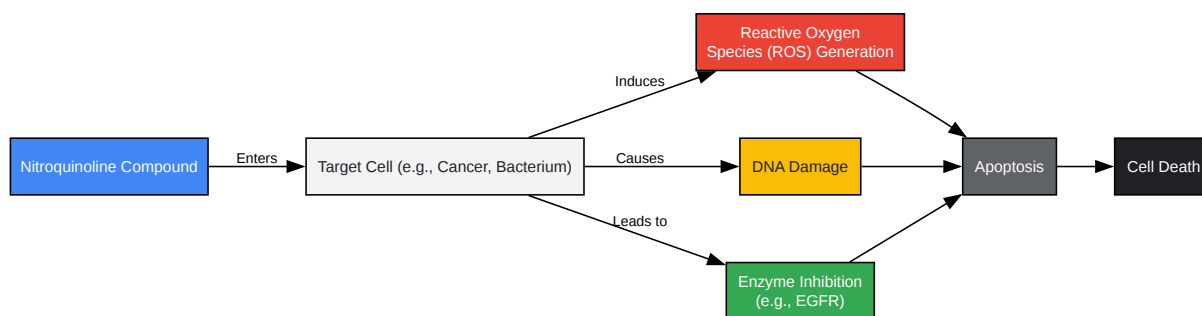 Reactive Oxygen
Species (ROS) Generation
Induces
Nitroquinoline Compound
Enters
Target Cell (e.g., Cancer, Bacterium)
Causes
DNA Damage
Apoptosis
Cell Death
Leads to
Enzyme Inhibition
(e.g., EGFR)